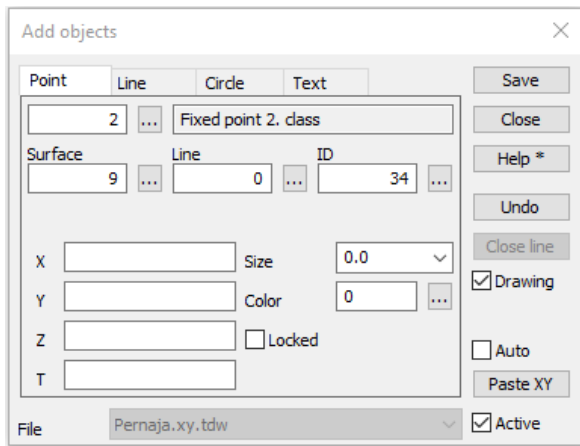 Add objects
Point Line Circle Text
2 ... Fixed point 2. class
Surface Line ID
9 ... 0 ... 34 ...
X Size 0.0
Y Color 0 ...
Z Locked
T
File Pernaja.xy.tdw
Save
Close
Help *
Undo
Close line
Drawing
Auto
Paste XY
Active